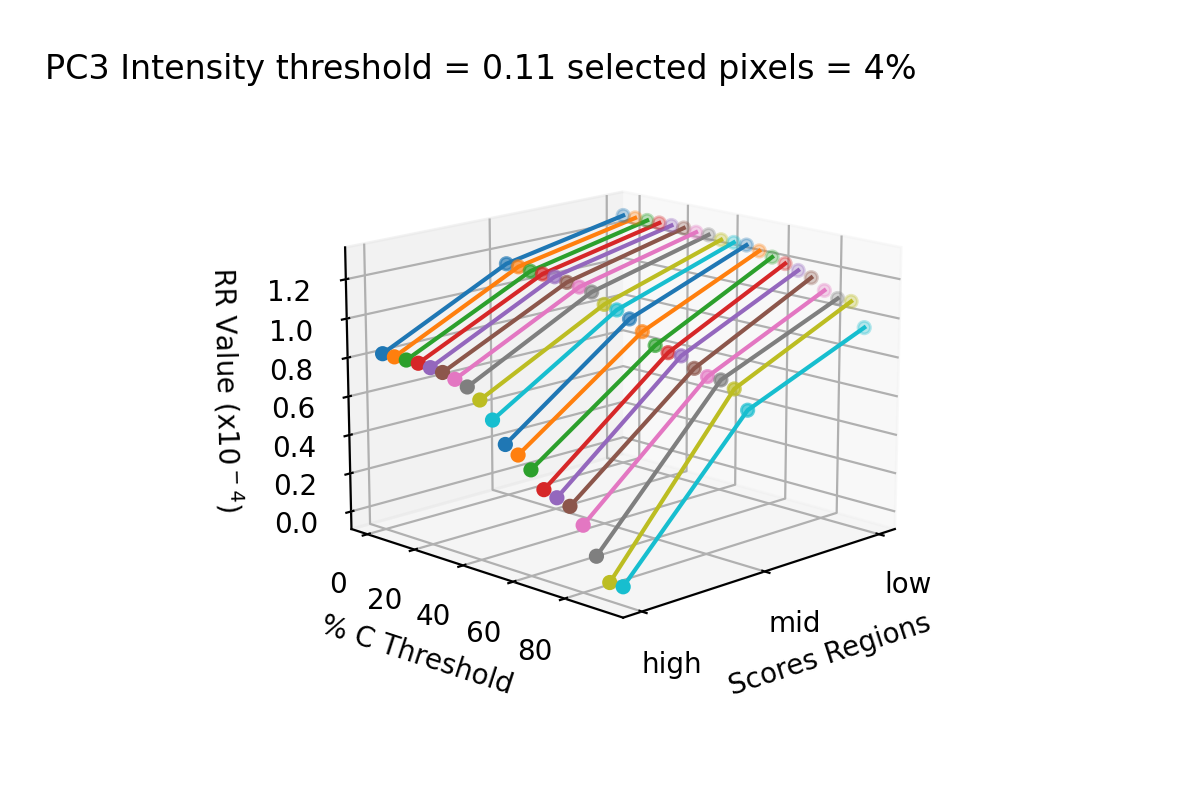 PC3 Intensity threshold = 0.11 selected pixels = 4%
RR Value (x10⁻⁴)
1.2
1.0
0.8
0.6
0.4
0.2
0.0
0
20
40
60
80
% C Threshold
high
mid
low
Scores Regions